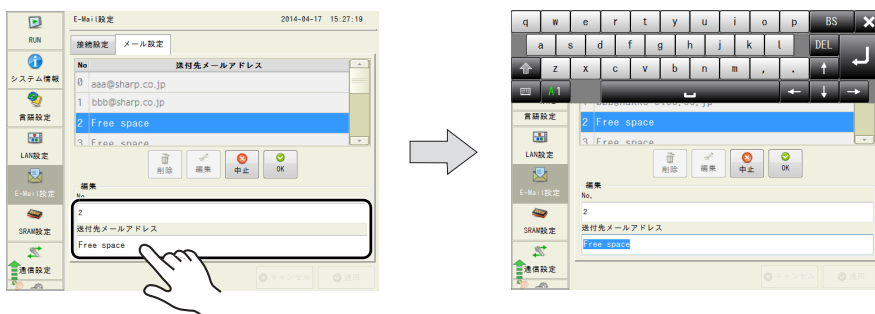 E-Mail設定
2014-04-17 15:27:19
RUN
システム情報
言語設定
LAN設定
E-Mail設定
SRAM設定
通信設定
接続設定 メール設定
No 送付先メールアドレス
0 aaa@sharp.co.jp
1 bbb@sharp.co.jp
2 Free space
3 Free space
削除 編集 中止 OK
編集
No.
2
送付先メールアドレス
Free space
キャンセル 適用
q w e r t y u i o p BS
a s d f g h j k l DEL
z x c v b n m , .
A1
言語設定
LAN設定
E-Mail設定
SRAM設定
通信設定
2 Free space
3 Free space
削除 編集 中止 OK
編集
No.
2
送付先メールアドレス
Free space
キャンセル 適用